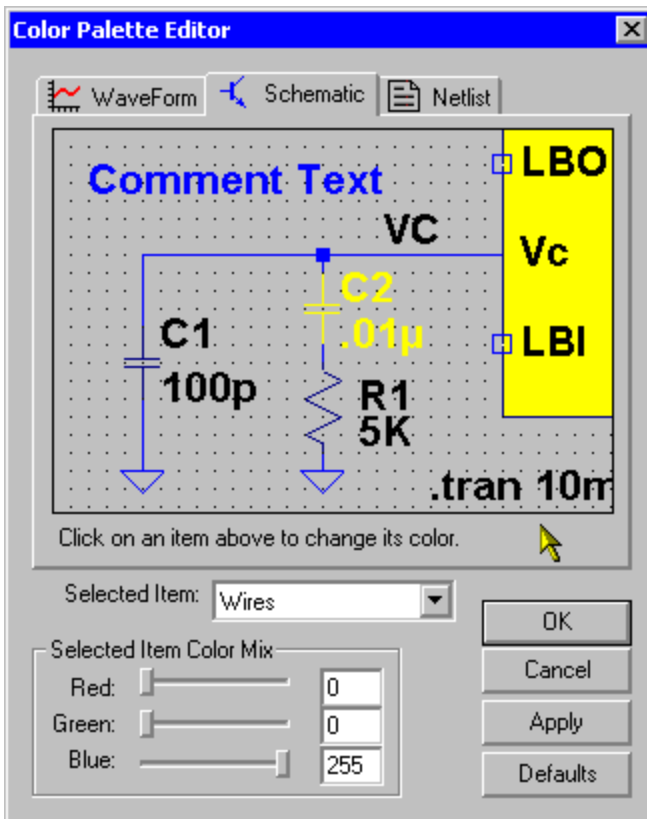 Color Palette Editor
WaveForm Schematic Netlist
Comment Text
LBO
VC
Vc
C2
.01µ
C1
100p
LBI
R1
5K
.tran 10m
Click on an item above to change its color.
Selected Item: Wires
OK
Selected Item Color Mix
Cancel
Red: 0
Green: 0
Apply
Blue: 255
Defaults